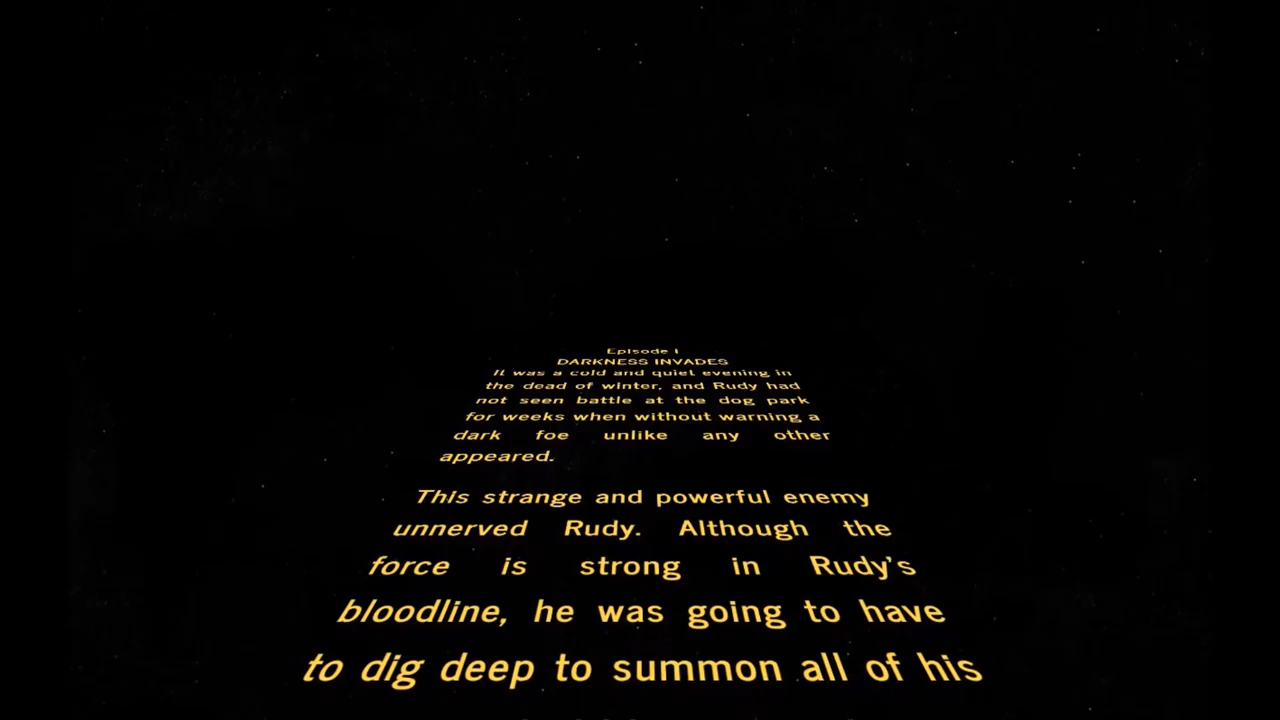 Episode I
DARKNESS INVADES
It was a cold and quiet evening in
the dead of winter, and Rudy had
not seen battle at the dog park
for weeks when without warning a
dark foe unlike any other
appeared.
This strange and powerful enemy
unnerved Rudy. Although the
force is strong in Rudy's
bloodline, he was going to have
to dig deep to summon all of his